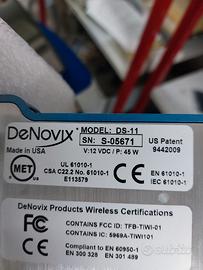 DeNovix
Made in USA
MODEL: DS-11
SN: S-05671
V:12 VDC / P: 45 W
US Patent
9442009
MET
C US
UL 61010-1
CSA C22.2 No. 61010-1
E113579
CE
EN 61010-1
IEC 61010-1
DeNovix Products Wireless Certifications
FC
CONTAINS FCC ID: TFB-TIWI-01
CONTAINS IC: 5969A-TIWI101
CE
Compliant to EN 60950-1
EN 300 328 EN 301 489
subito